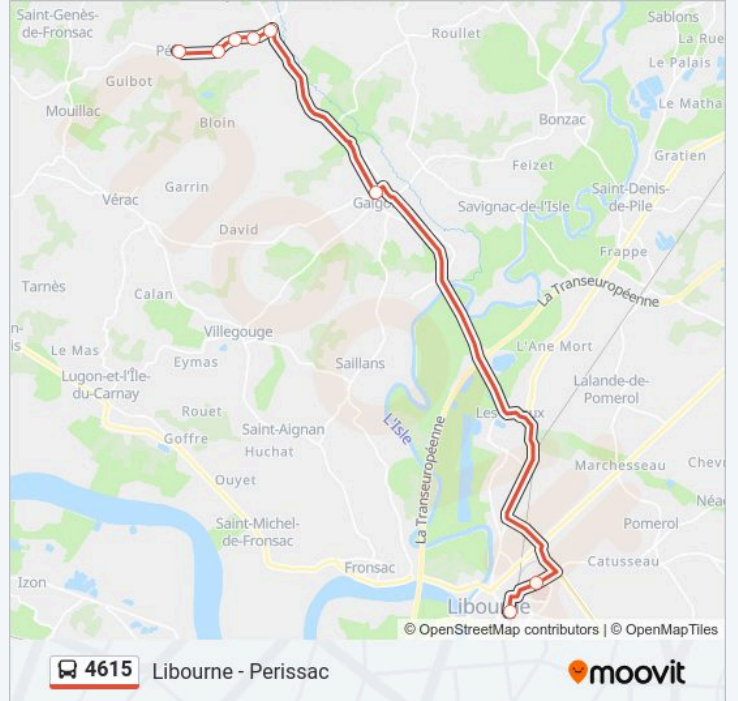 Saint-Genès-
de-Fronsac
Sablons
La Rue
Roullet
Le Palais
Guibot
Mouillac
Bloin
Le Matha
Bonzac
Gratien
Feizet
Garrin
Vérac
Saint-Denis-
de-Pile
Savignac-de-l'Isle
David
Frappe
Tarnès
Calan
La Transeuropéenne
Villegouge
L'Ane Mort
Le Mas
Eymas
Saillans
Lugon-et-l'Île-
du-Carnay
Lalande-de-
Pomerol
Rouet
Saint-Aignan
L'Isle
Goffre
Huchat
La Transeuropéenne
Marchesseau
Ouyet
Saint-Michel-
de-Fronsac
Pomerol
Fronsac
Catusseau
Izon
Libourne
© OpenStreetMap contributors | © OpenMapTiles
4615 Libourne - Perissac
moovit